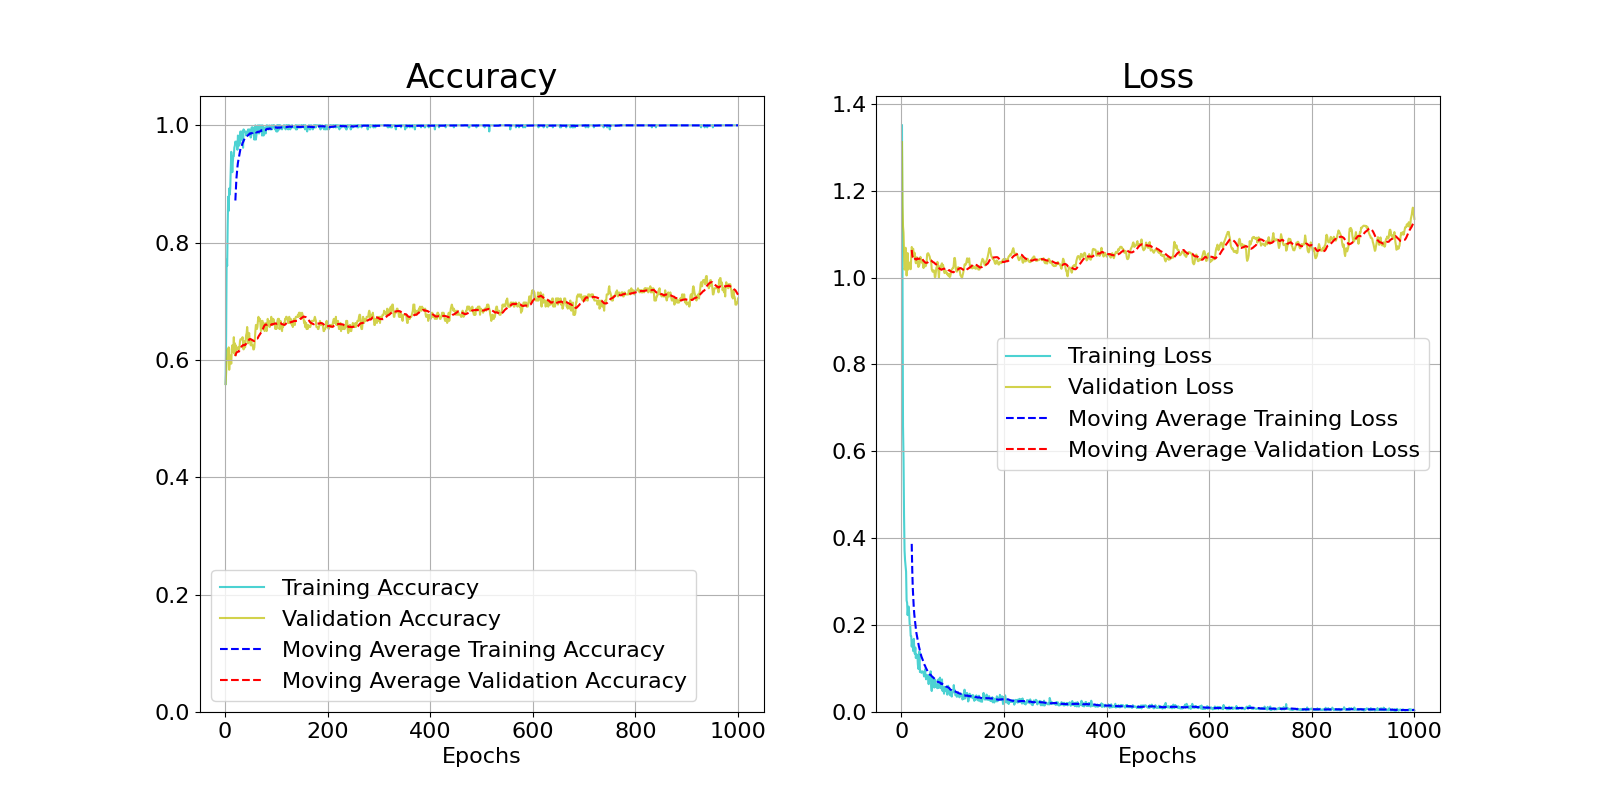 Accuracy
1.0
0.8
0.6
0.4
0.2
0.0
Training Accuracy
Validation Accuracy
Moving Average Training Accuracy
Moving Average Validation Accuracy
0 200 400 600 800 1000
Epochs
Loss
1.4
1.2
1.0
0.8
0.6
0.4
0.2
0.0
Training Loss
Validation Loss
Moving Average Training Loss
Moving Average Validation Loss
0 200 400 600 800 1000
Epochs